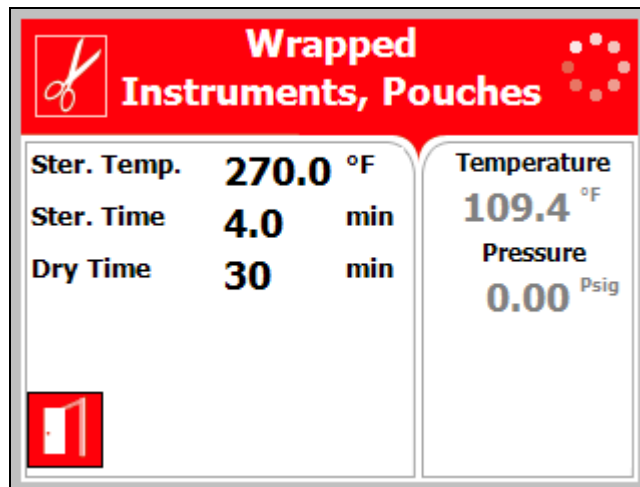 Wrapped
Instruments, Pouches
Ster. Temp. 270.0 °F
Ster. Time 4.0 min
Dry Time 30 min
Temperature
109.4 °F
Pressure
0.00 Psig